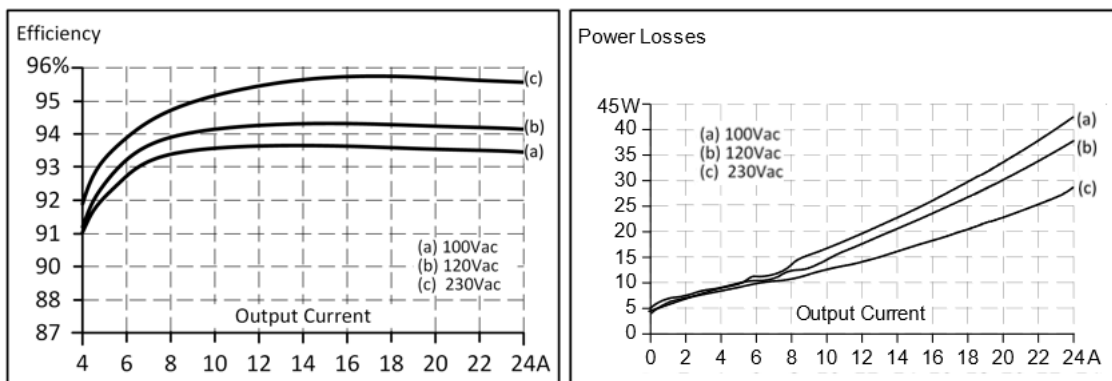 Efficiency
96%
95
94
93
92
91
90
88
87
(c)
(b)
(a)
(a) 100Vac
(b) 120Vac
(c) 230Vac
Output Current
4 6 8 10 12 14 16 18 20 22 24A
Power Losses
45W
40
35
30
25
20
15
10
5
0
(a) 100Vac
(b) 120Vac
(c) 230Vac
(a)
(b)
(c)
Output Current
0 2 4 6 8 10 12 14 16 18 20 22 24A